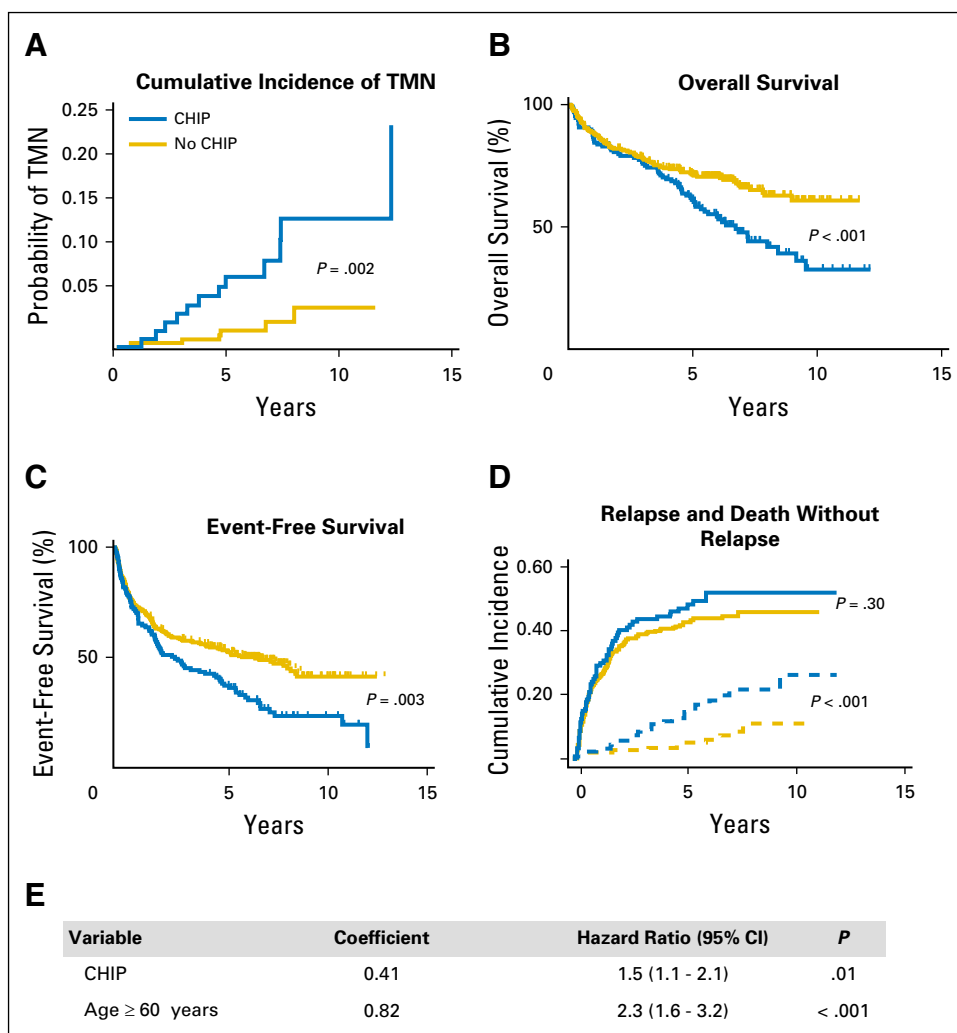 A
Cumulative Incidence of TMN
Probability of TMN
0.25
0.20
0.15
0.10
0.05
CHIP
No CHIP
P = .002
0 5 10 15
Years
B
Overall Survival
Overall Survival (%)
100
50
P < .001
0 5 10 15
Years
C
Event-Free Survival
Event-Free Survival (%)
100
50
P = .003
0 5 10 15
Years
D
Relapse and Death Without
Relapse
Cumulative Incidence
0.60
0.40
0.20
P = .30
P < .001
0 5 10 15
Years
E
Variable Coefficient Hazard Ratio (95% CI) P
CHIP 0.41 1.5 (1.1 - 2.1) .01
Age ≥ 60 years 0.82 2.3 (1.6 - 3.2) < .001